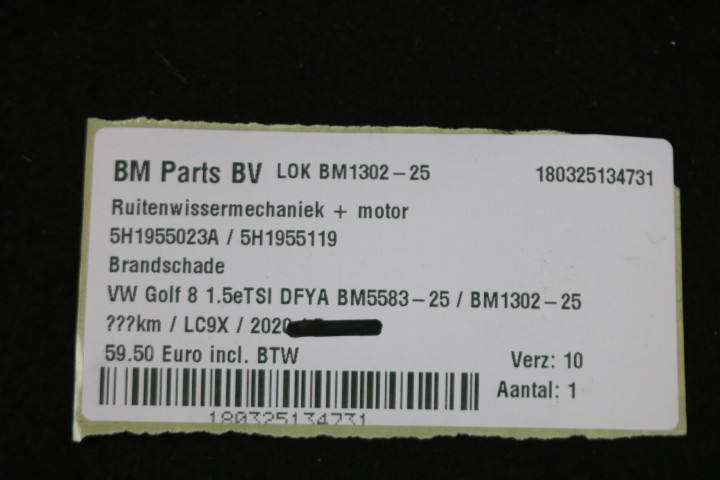 BM Parts BV LOK BM1302-25 180325134731
Ruitenwissermechaniek + motor
5H1955023A / 5H1955119
Brandschade
VW Golf 8 1.5eTSI DFYA BM5583-25 / BM1302-25
???km / LC9X / 2020
59.50 Euro incl. BTW Verz: 10
Aantal: 1
180325134731